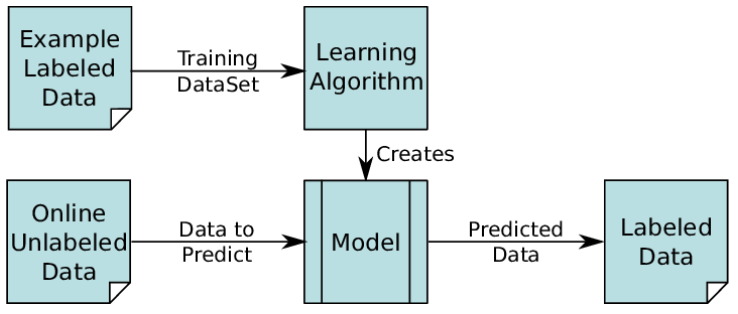 Example
Labeled
Data
Training
DataSet
Learning
Algorithm
Creates
Online
Unlabeled
Data
Data to
Predict
Model
Predicted
Data
Labeled
Data